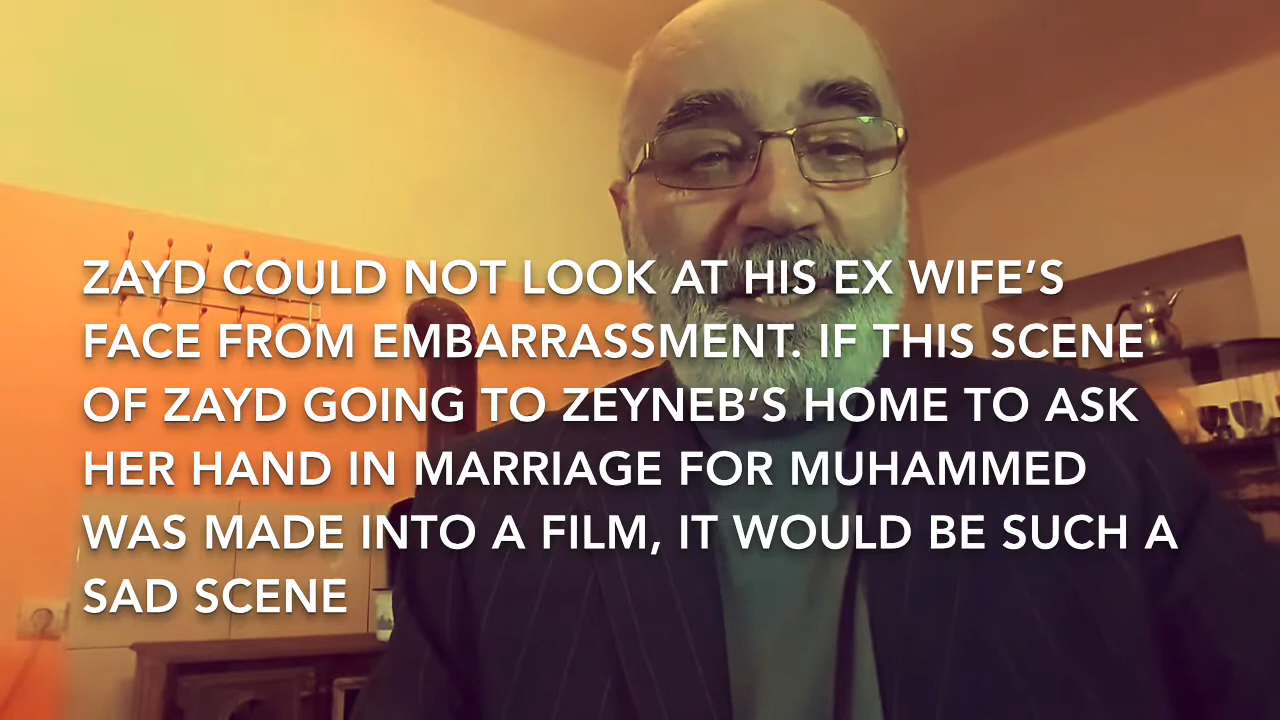 ZAYD COULD NOT LOOK AT HIS EX WIFE’S
FACE FROM EMBARRASSMENT. IF THIS SCENE
OF ZAYD GOING TO ZEYNEB’S HOME TO ASK
HER HAND IN MARRIAGE FOR MUHAMMED
WAS MADE INTO A FILM, IT WOULD BE SUCH A
SAD SCENE